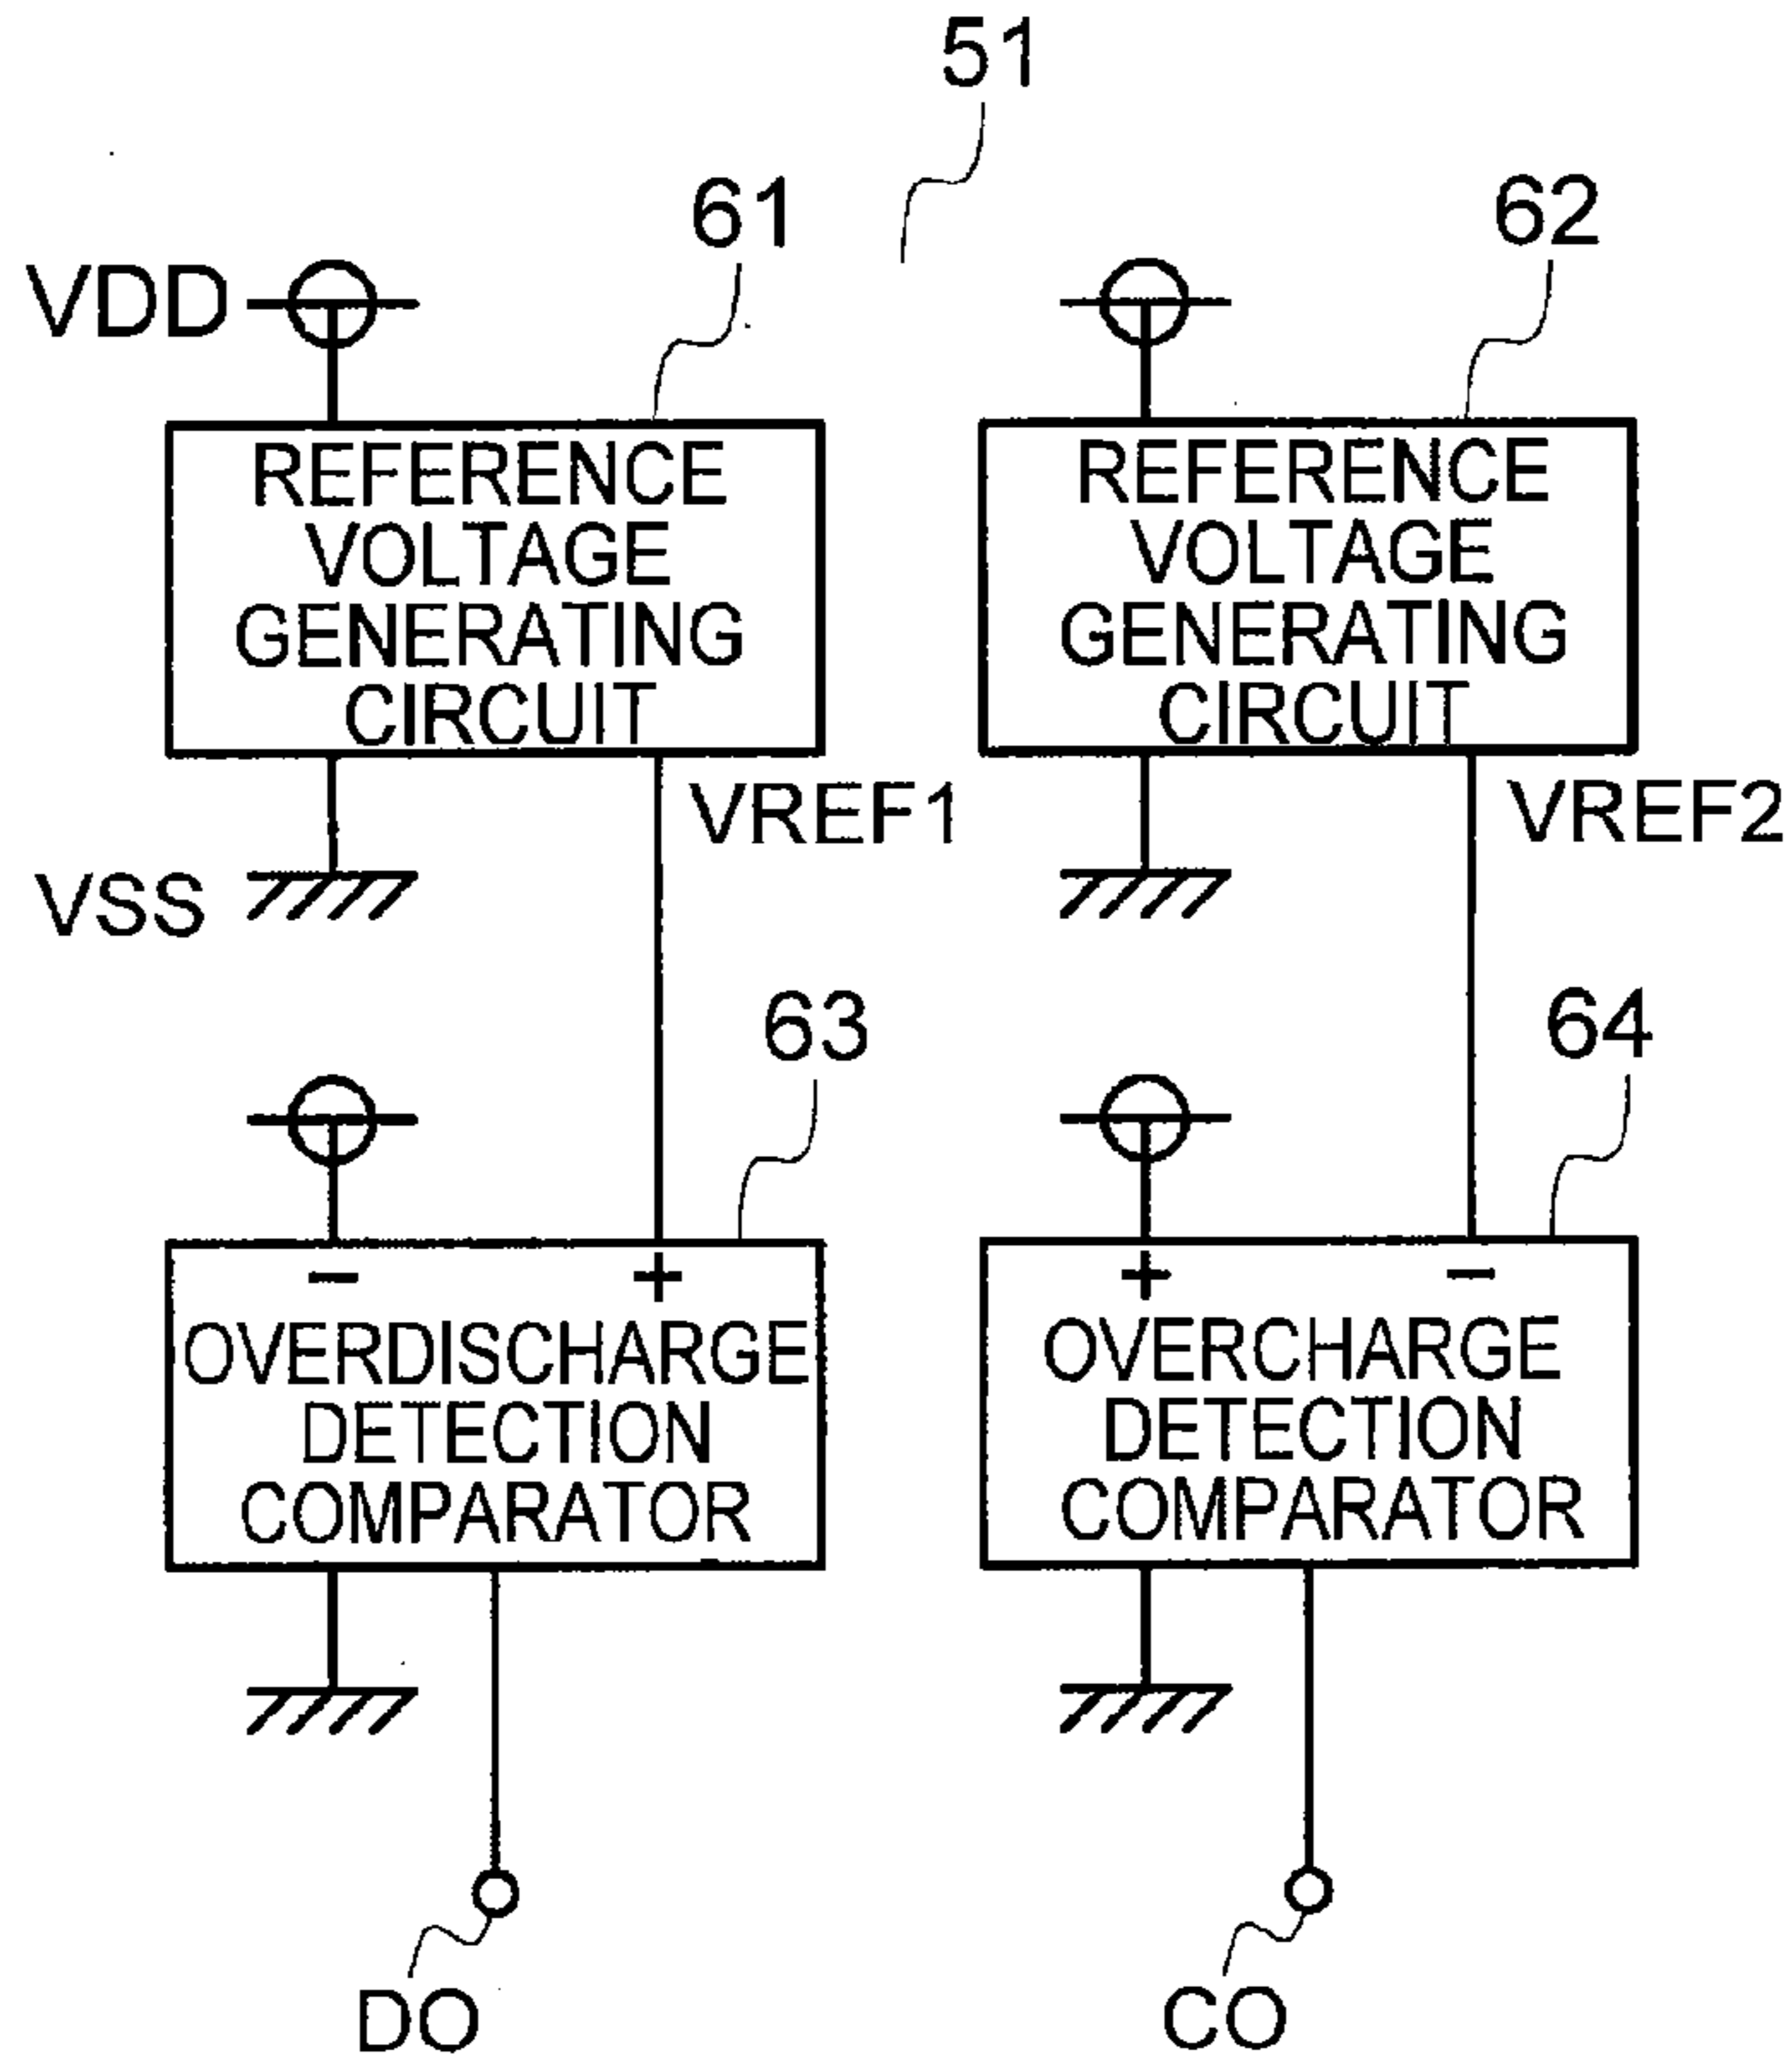 51
61
62
VDD
REFERENCE
VOLTAGE
GENERATING
CIRCUIT
REFERENCE
VOLTAGE
GENERATING
CIRCUIT
VREF1
VREF2
VSS
63
64
− +
OVERDISCHARGE
DETECTION
COMPARATOR
+ −
OVERCHARGE
DETECTION
COMPARATOR
DO
CO